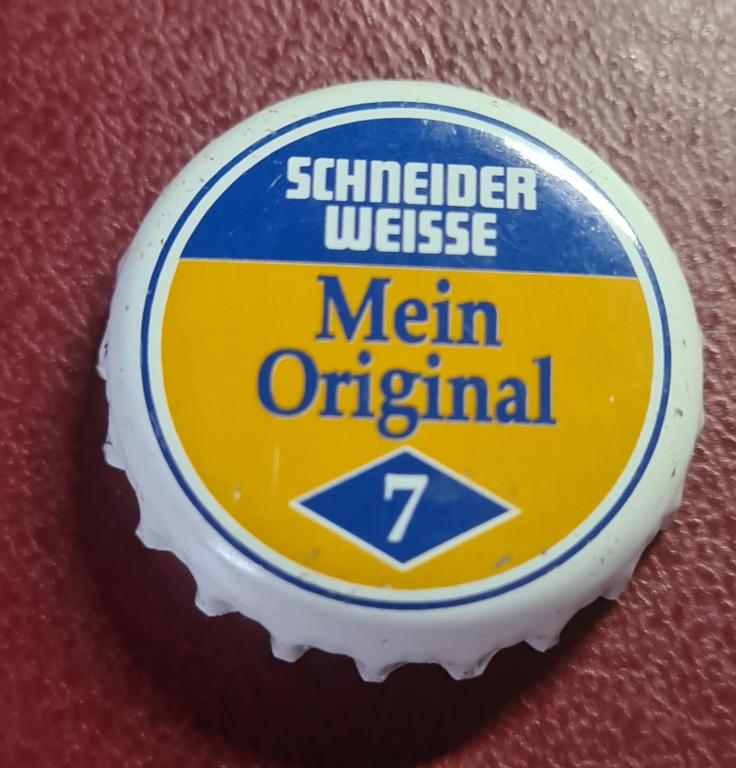 SCHNEIDER
WEISSE
Mein
Original
7